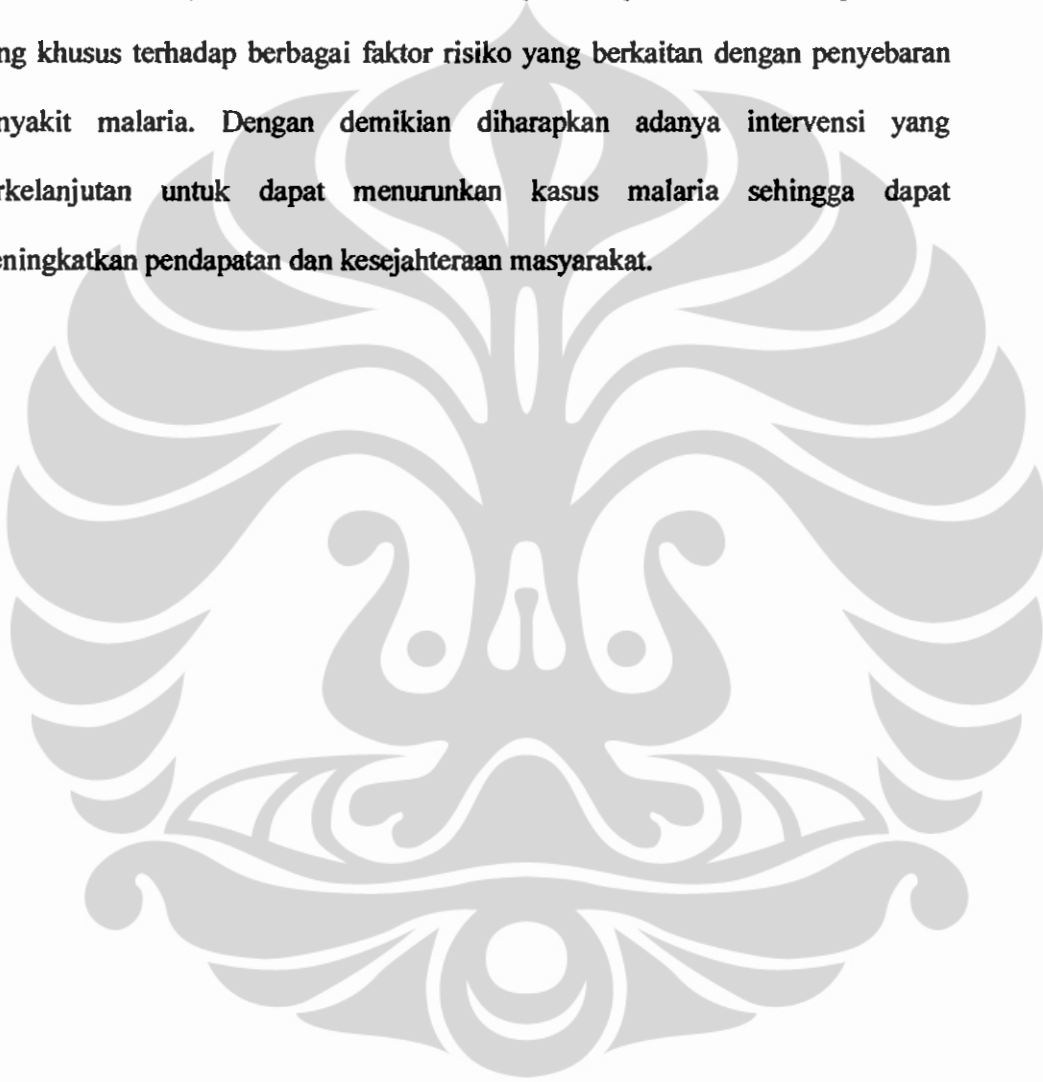 ng khusus terhadap berbagai faktor risiko yang berkaitan dengan penyebaran
nyakit malaria. Dengan demikian diharapkan adanya intervensi yang
rkelanjutan untuk dapat menurunkan kasus malaria sehingga dapat
eningkatkan pendapatan dan kesejahteraan masyarakat.